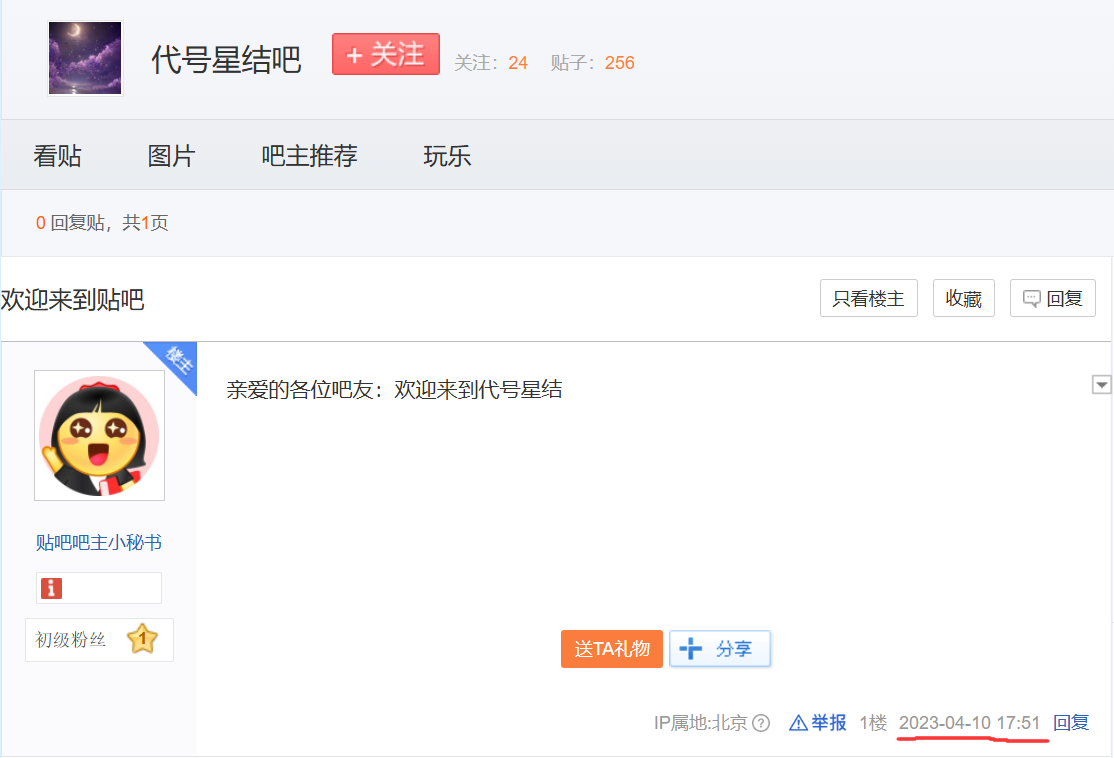 代号星结吧 + 关注 关注：24 贴子：256
看贴 图片 吧主推荐 玩乐
0 回复贴，共1页
欢迎来到贴吧 只看楼主 收藏 回复
楼主
亲爱的各位吧友：欢迎来到代号星结
贴吧吧主小秘书
初级粉丝 1
送TA礼物 分享
IP属地:北京 举报 1楼 2023-04-10 17:51 回复